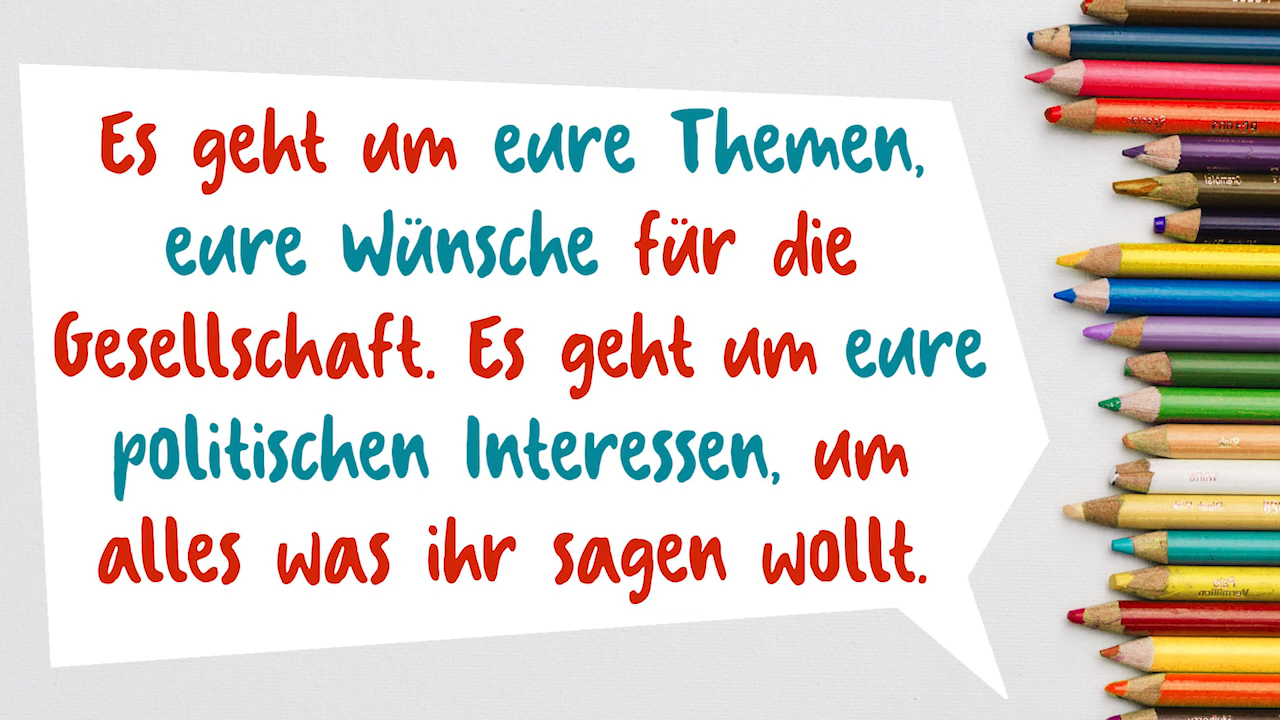 Es geht um eure Themen,
eure Wünsche für die
Gesellschaft. Es geht um eure
politischen Interessen, um
alles was ihr sagen wollt.